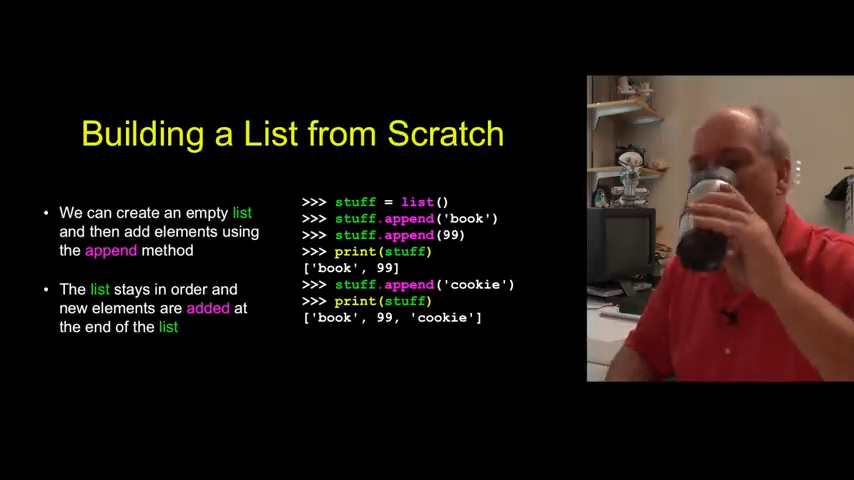 Building a List from Scratch
• We can create an empty list
and then add elements using
the append method
• The list stays in order and
new elements are added at
the end of the list
>>> stuff = list()
>>> stuff.append('book')
>>> stuff.append(99)
>>> print(stuff)
['book', 99]
>>> stuff.append('cookie')
>>> print(stuff)
['book', 99, 'cookie']